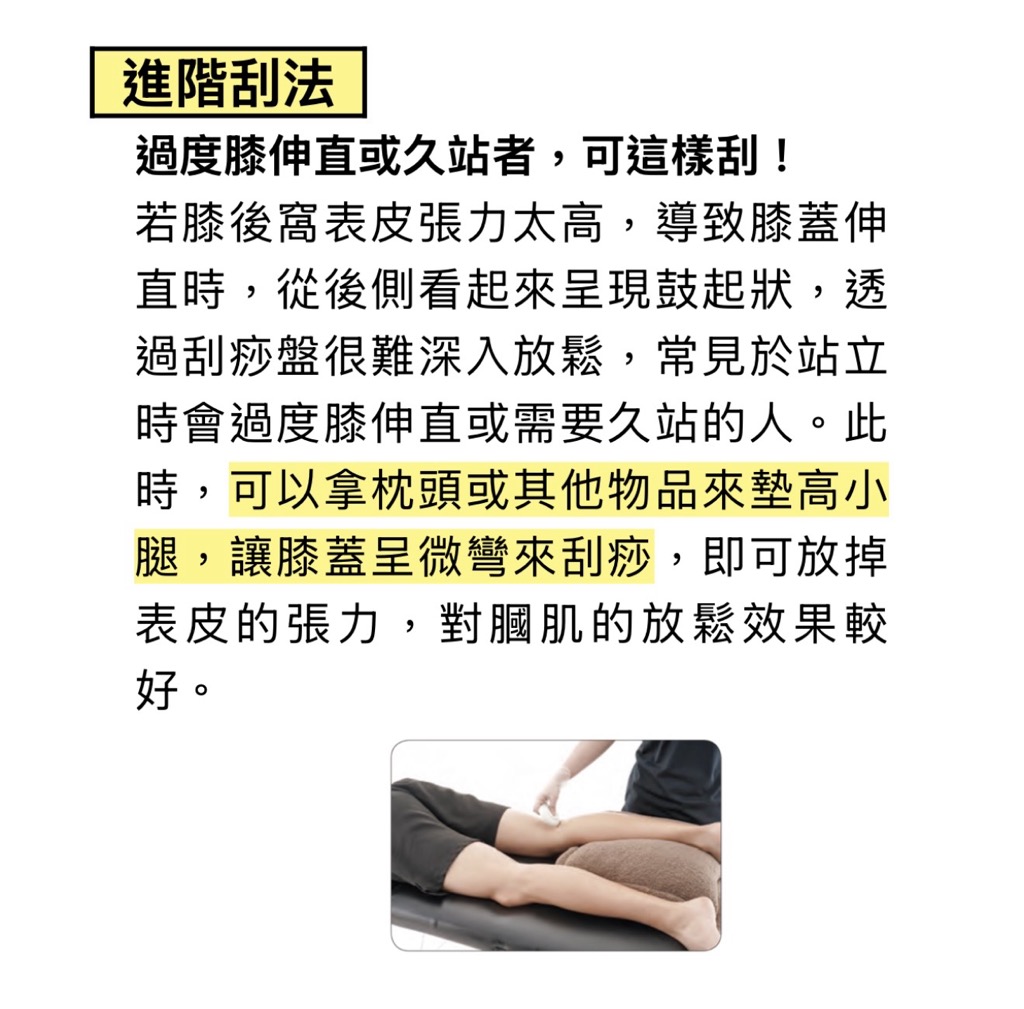 進階刮法
過度膝伸直或久站者，可這樣刮！
若膝後窩表皮張力太高，導致膝蓋伸
直時，從後側看起來呈現鼓起狀，透
過刮痧盤很難深入放鬆，常見於站立
時會過度膝伸直或需要久站的人。此
時，可以拿枕頭或其他物品來墊高小
腿，讓膝蓋呈微彎來刮痧，即可放掉
表皮的張力，對膕肌的放鬆效果較
好。